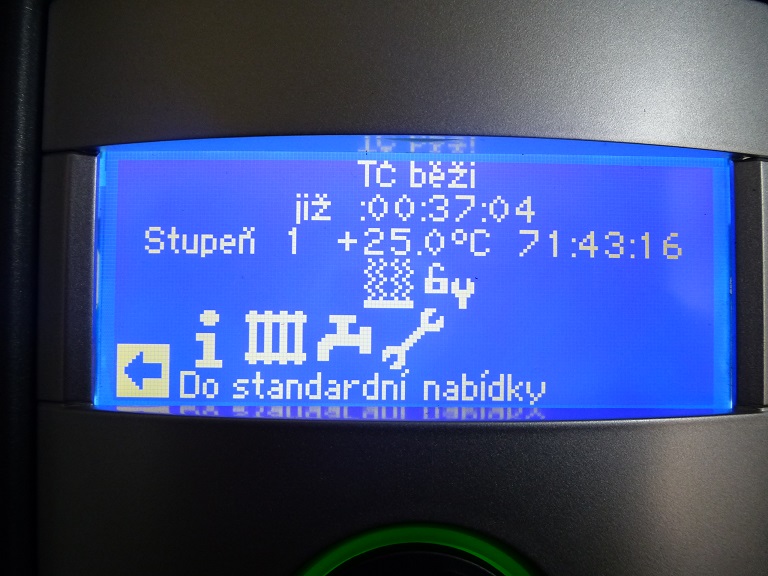 TČ běží
již :00:37:04
Stupeň 1 +25.0°C 71:43:16
Do standardní nabídky